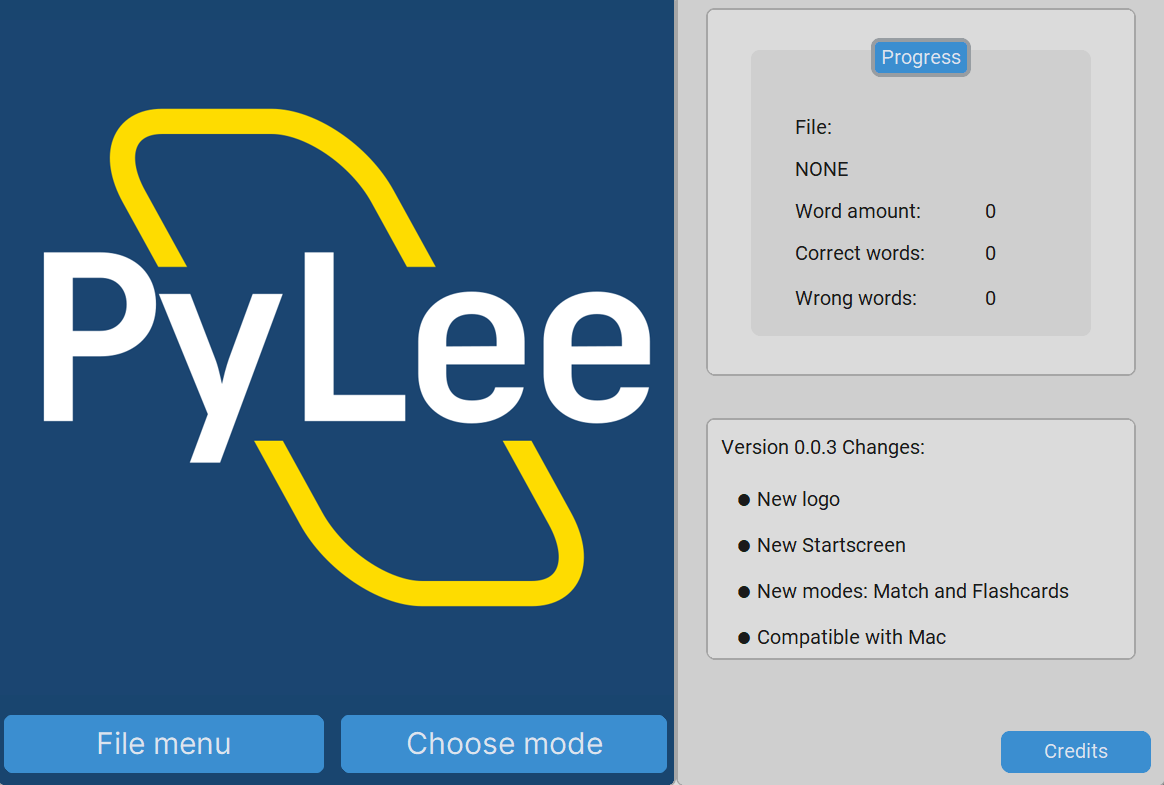 PyLee
File menu
Choose mode
Progress
File:
NONE
Word amount: 0
Correct words: 0
Wrong words: 0
Version 0.0.3 Changes:
● New logo
● New Startscreen
● New modes: Match and Flashcards
● Compatible with Mac
Credits